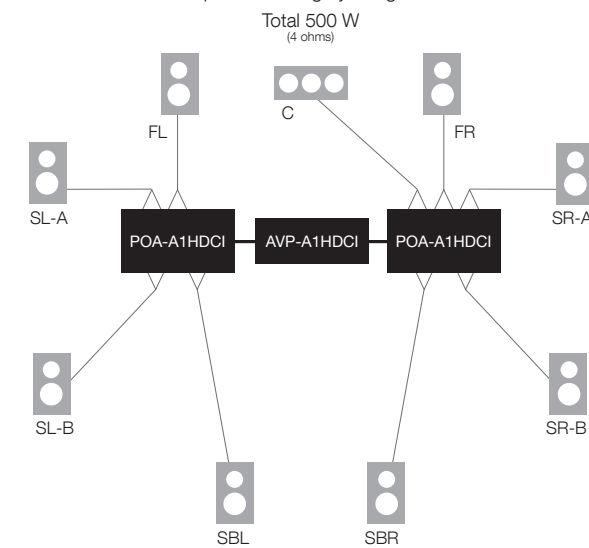 Total 500 W
(4 ohms)
C
FL
FR
SL-A
SR-A
POA-A1HDCI
AVP-A1HDCI
POA-A1HDCI
SL-B
SR-B
SBL
SBR